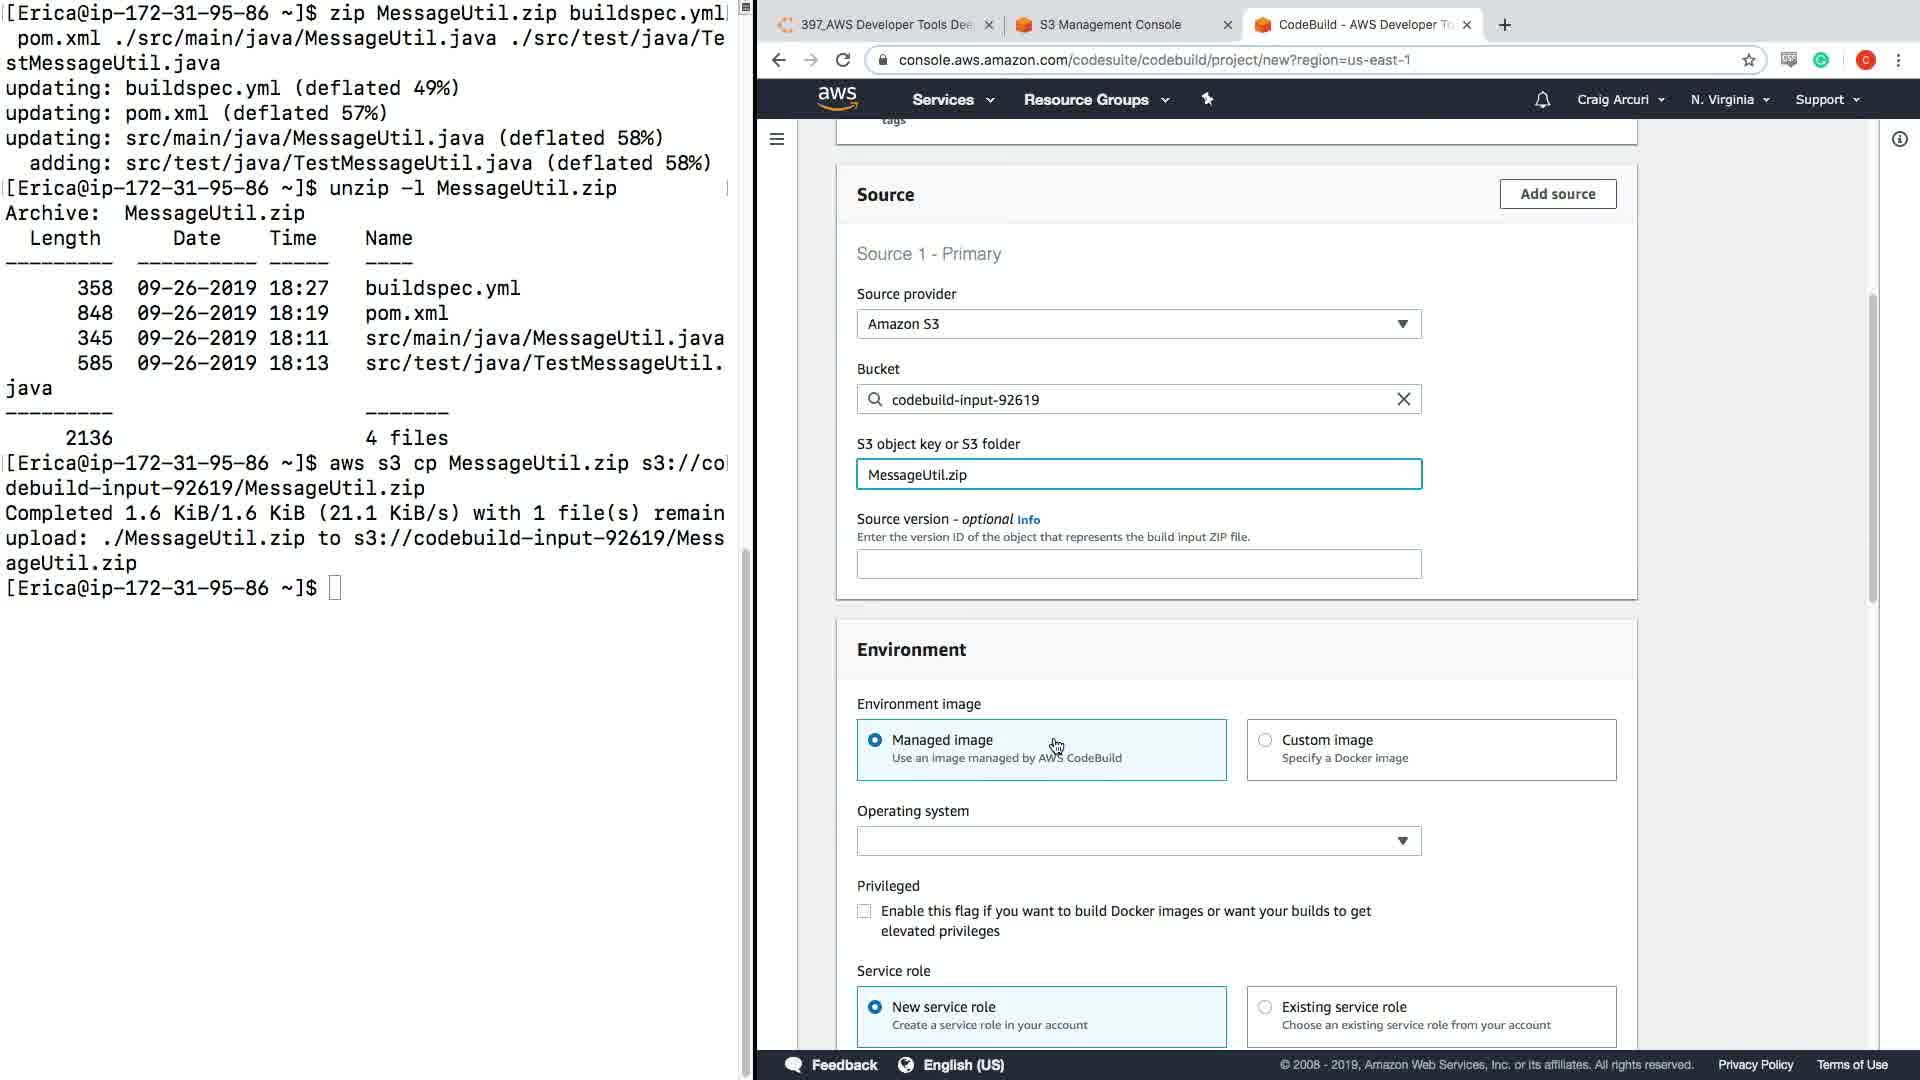 [Erica@ip-172-31-95-86 ~]$ zip MessageUtil.zip buildspec.yml
pom.xml ./src/main/java/MessageUtil.java ./src/test/java/Te
stMessageUtil.java
updating: buildspec.yml (deflated 49%)
updating: pom.xml (deflated 57%)
updating: src/main/java/MessageUtil.java (deflated 58%)
adding: src/test/java/TestMessageUtil.java (deflated 58%)
[Erica@ip-172-31-95-86 ~]$ unzip -l MessageUtil.zip
Archive:  MessageUtil.zip
Length      Date    Time    Name
---------  ---------- -----   ----
358  09-26-2019 18:27   buildspec.yml
848  09-26-2019 18:19   pom.xml
345  09-26-2019 18:11   src/main/java/MessageUtil.java
585  09-26-2019 18:13   src/test/java/TestMessageUtil.
java
---------                     -------
2136                     4 files
[Erica@ip-172-31-95-86 ~]$ aws s3 cp MessageUtil.zip s3://co
debuild-input-92619/MessageUtil.zip
Completed 1.6 KiB/1.6 KiB (21.1 KiB/s) with 1 file(s) remain
upload: ./MessageUtil.zip to s3://codebuild-input-92619/Mess
ageUtil.zip
[Erica@ip-172-31-95-86 ~]$
397_AWS Developer Tools Dee
S3 Management Console
CodeBuild - AWS Developer To
console.aws.amazon.com/codesuite/codebuild/project/new?region=us-east-1
C
aws
Services
Resource Groups
Craig Arcuri
N. Virginia
Support
tags
Source
Add source
Source 1 - Primary
Source provider
Amazon S3
Bucket
codebuild-input-92619
S3 object key or S3 folder
MessageUtil.zip
Source version - optional Info
Enter the version ID of the object that represents the build input ZIP file.
Environment
Environment image
Managed image
Use an image managed by AWS CodeBuild
Custom image
Specify a Docker image
Operating system
Privileged
Enable this flag if you want to build Docker images or want your builds to get
elevated privileges
Service role
New service role
Create a service role in your account
Existing service role
Choose an existing service role from your account
Feedback
English (US)
© 2008 - 2019, Amazon Web Services, Inc. or its affiliates. All rights reserved.
Privacy Policy
Terms of Use